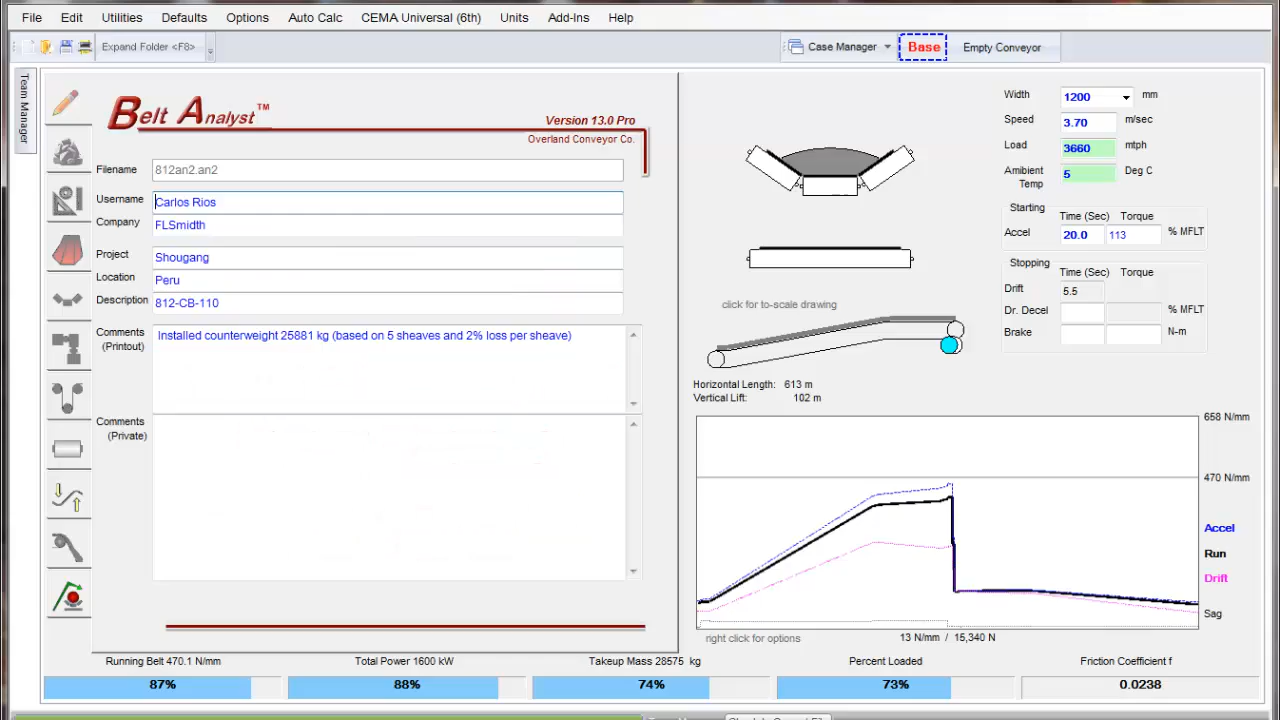 File Edit Utilities Defaults Options Auto Calc CEMA Universal (6th) Units Add-Ins Help
Expand Folder <F8> Case Manager Base Empty Conveyor
Team Manager
Belt Analyst™
Version 13.0 Pro
Overland Conveyor Co.
Filename 812an2.an2
Username Carlos Rios
Company FLSmidth
Project Shougang
Location Peru
Description 812-CB-110
Comments (Printout) Installed counterweight 25881 kg (based on 5 sheaves and 2% loss per sheave)
Comments (Private)
Width 1200 mm
Speed 3.70 m/sec
Load 3660 mtph
Ambient Temp 5 Deg C
Starting
Time (Sec) Torque
Accel 20.0 113 % MFLT
Stopping
Time (Sec) Torque
Drift 5.5
Dr. Decel % MFLT
Brake N-m
click for to-scale drawing
Horizontal Length: 613 m
Vertical Lift: 102 m
658 N/mm
470 N/mm
Accel
Run
Drift
Sag
right click for options 13 N/mm / 15,340 N
Running Belt 470.1 N/mm Total Power 1600 kW Takeup Mass 28575 kg Percent Loaded Friction Coefficient f
87% 88% 74% 73% 0.0238